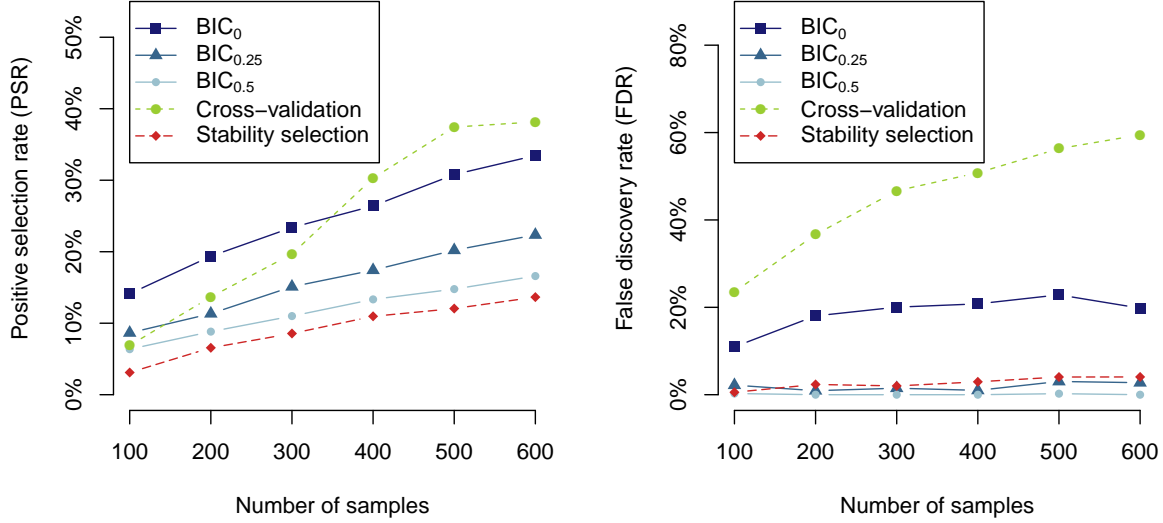 Positive selection rate (PSR)
50%
40%
30%
20%
10%
0%
BIC0
BIC0.25
BIC0.5
Cross−validation
Stability selection
100 200 300 400 500 600
Number of samples
False discovery rate (FDR)
80%
60%
40%
20%
0%
BIC0
BIC0.25
BIC0.5
Cross−validation
Stability selection
100 200 300 400 500 600
Number of samples